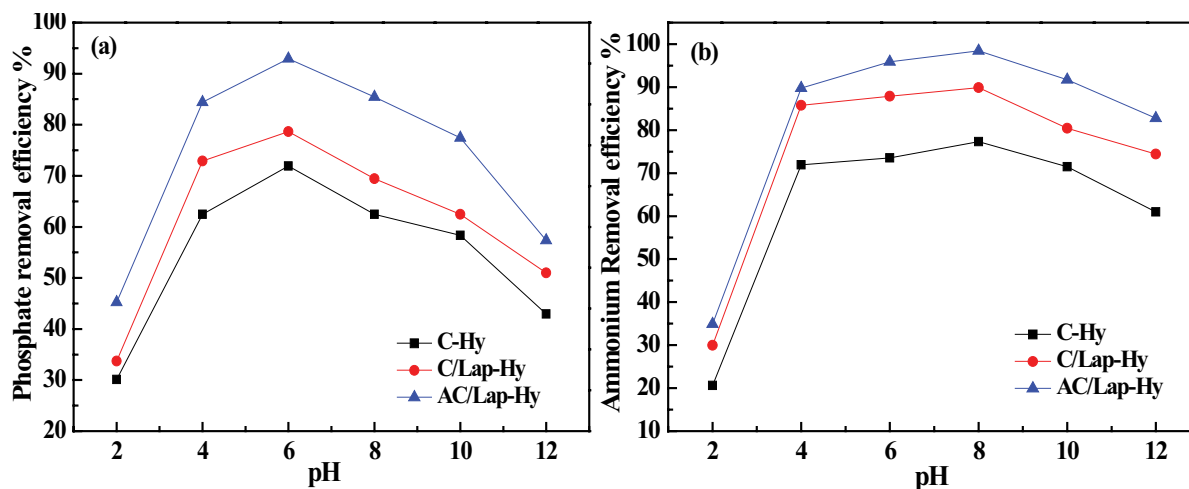 (a)
Phosphate removal efficiency %
100
90
80
70
60
50
40
30
20
2 4 6 8 10 12
pH
C-Hy
C/Lap-Hy
AC/Lap-Hy
(b)
Ammonium Removal efficiency %
100
90
80
70
60
50
40
30
20
10
2 4 6 8 10 12
pH
C-Hy
C/Lap-Hy
AC/Lap-Hy